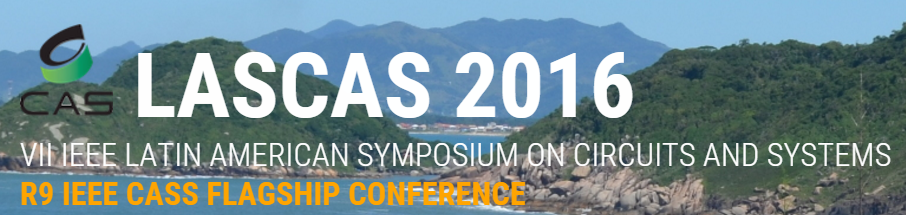 CAS
LASCAS 2016
VII IEEE LATIN AMERICAN SYMPOSIUM ON CIRCUITS AND SYSTEMS
R9 IEEE CASS FLAGSHIP CONFERENCE